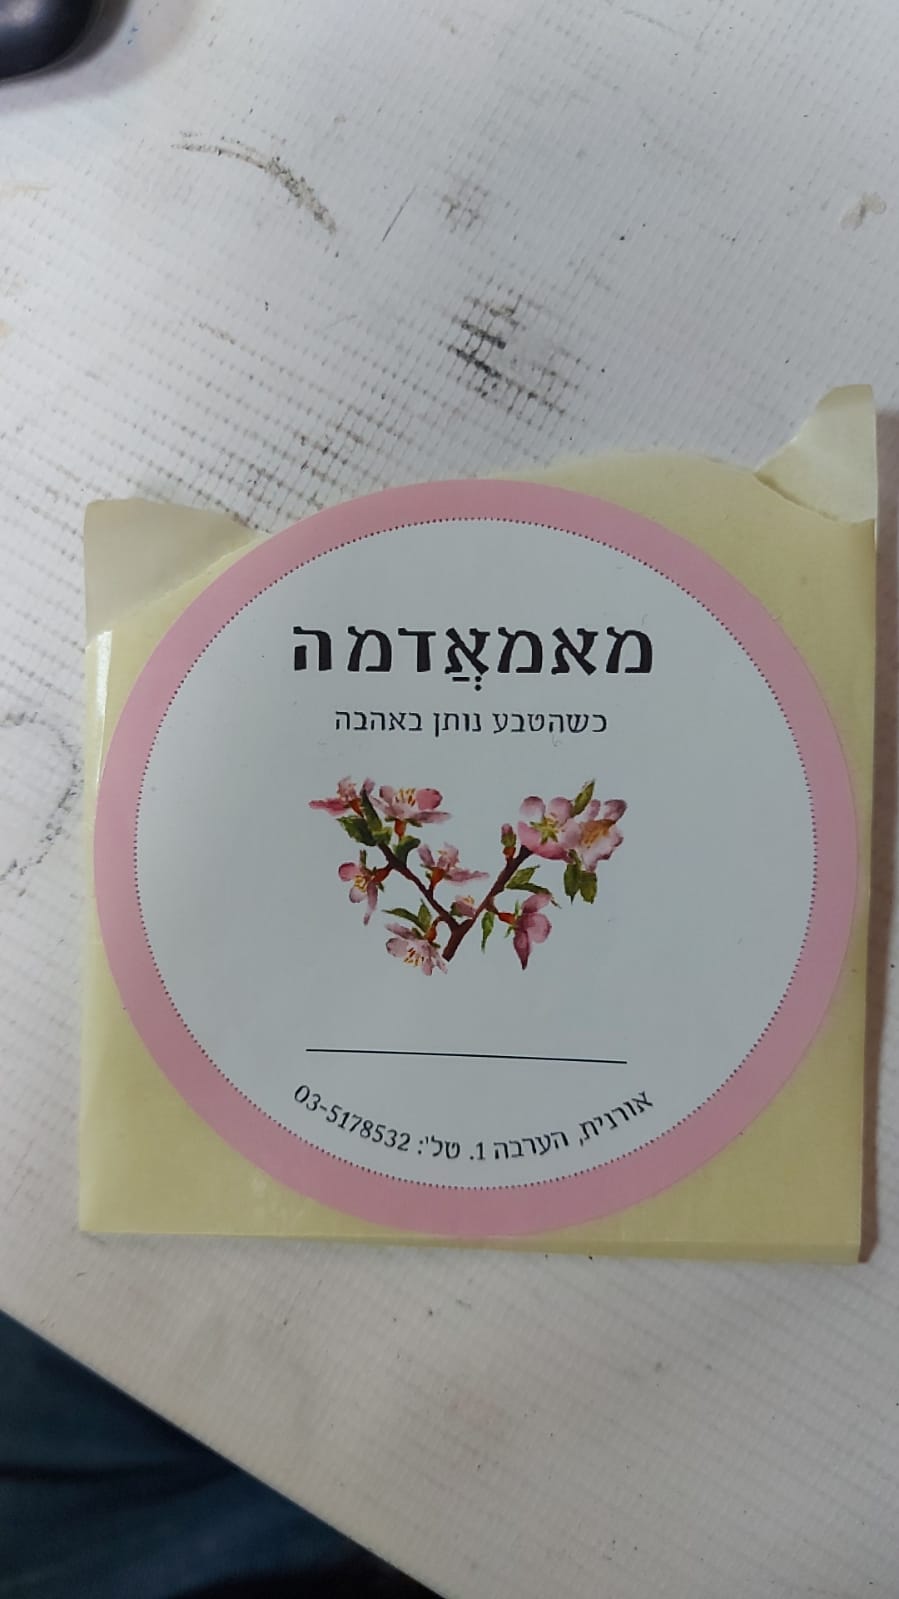 מאמאֲדמה
כשהטבע נותן באהבה
אורנית, הערבה 1. טל': 03-5178532